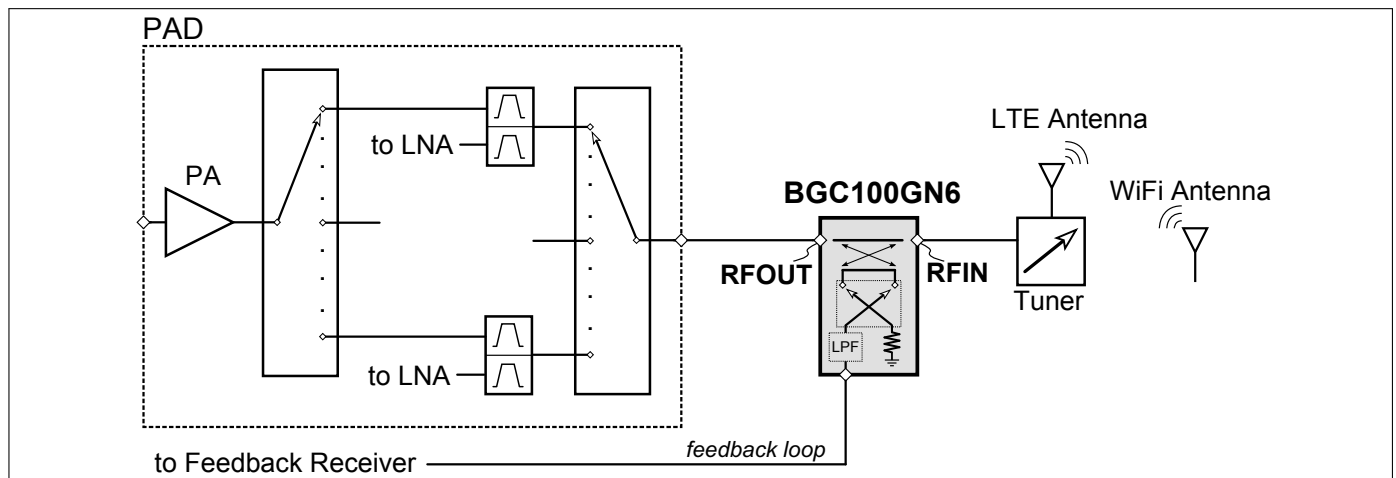 PAD
PA
to LNA
to LNA
BGC100GN6
RFOUT
RFIN
LPF
LTE Antenna
WiFi Antenna
Tuner
feedback loop
to Feedback Receiver